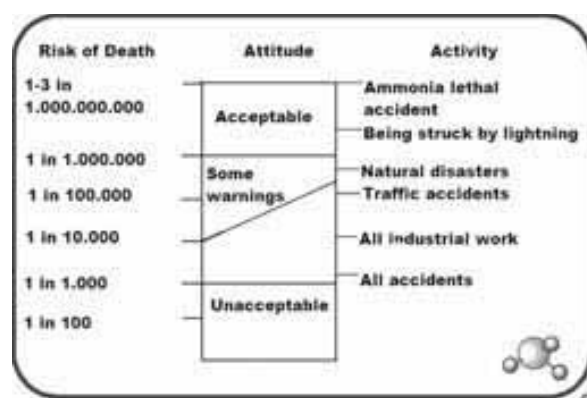 Risk of Death Attitude Activity
1-3 in
1.000.000.000
Acceptable
Ammonia lethal
accident
Being struck by lightning
1 in 1.000.000
Some
warnings
Natural disasters
1 in 100.000
Traffic accidents
1 in 10.000
All industrial work
1 in 1.000
All accidents
Unacceptable
1 in 100